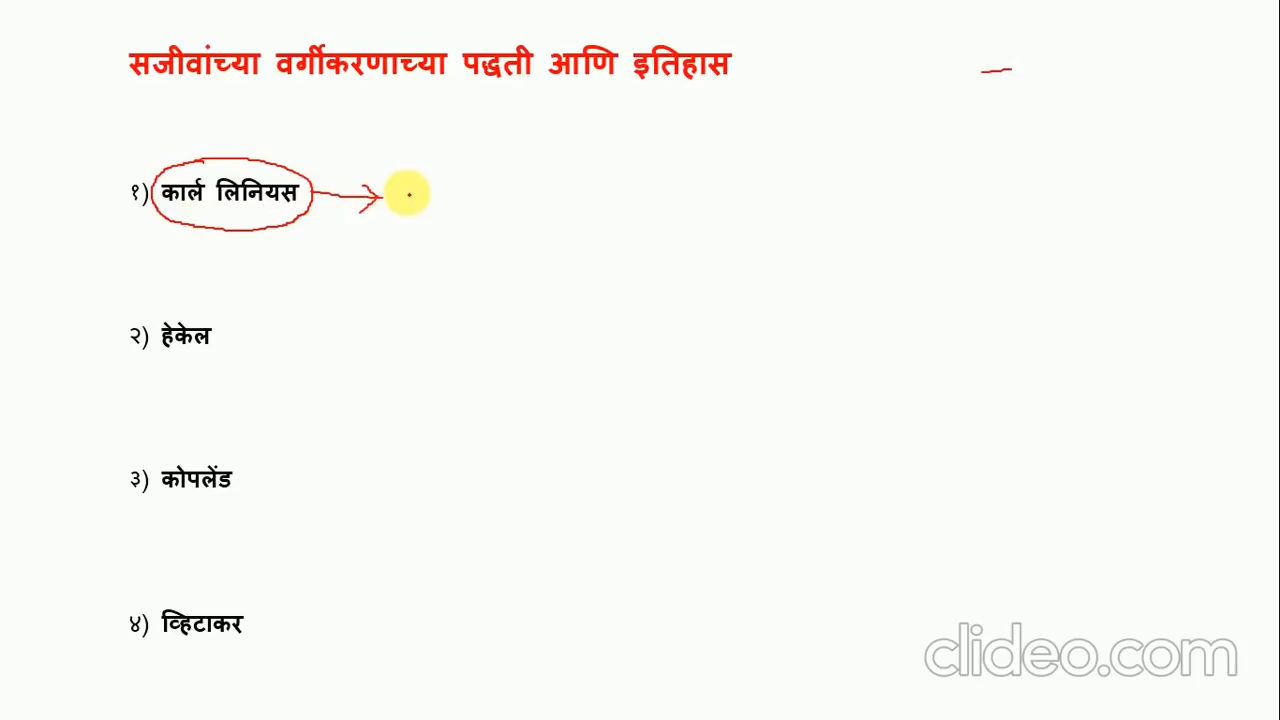 सजीवांच्या वर्गीकरणाच्या पद्धती आणि इतिहास
१) कार्ल लिनियस
२) हेकेल
३) कोपलेंड
४) व्हिटाकर
clideo.com